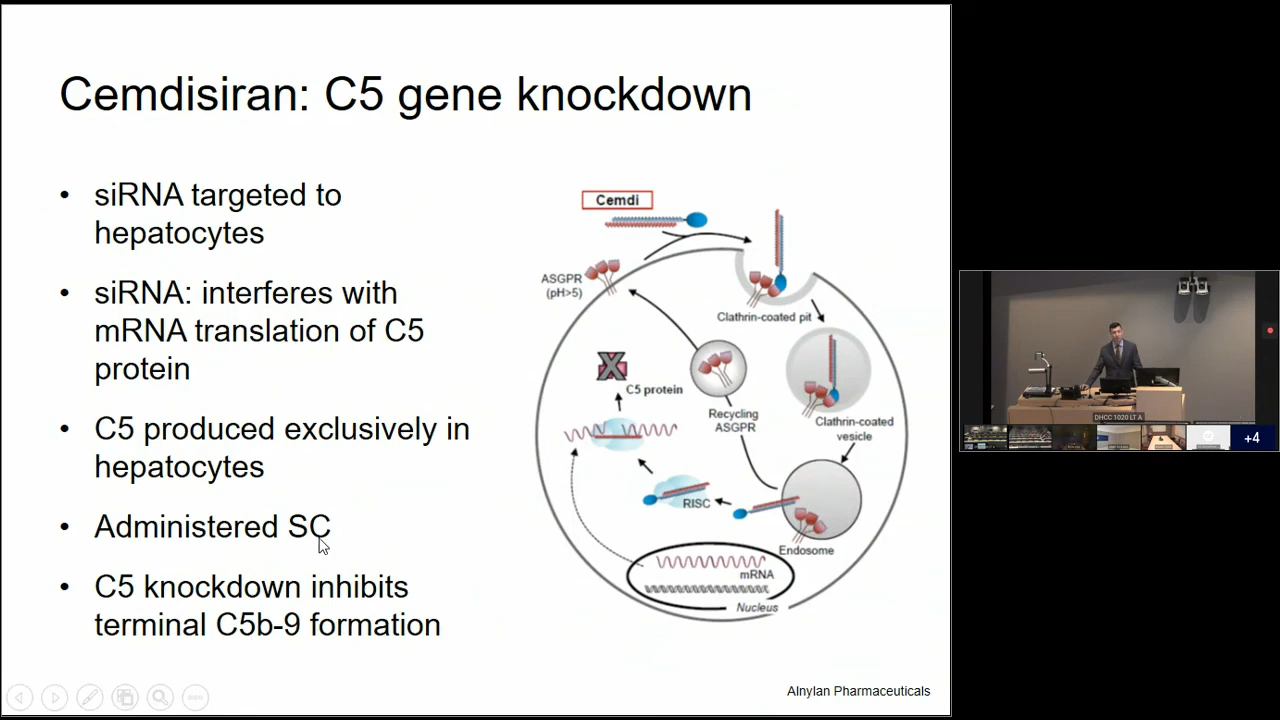 Cemdisiran: C5 gene knockdown
• siRNA targeted to
hepatocytes
• siRNA: interferes with
mRNA translation of C5
protein
• C5 produced exclusively in
hepatocytes
• Administered SC
• C5 knockdown inhibits
terminal C5b-9 formation
Cemdi
ASGPR
(pH>5)
Clathrin-coated pit
C5 protein
Recycling
ASGPR
Clathrin-coated
vesicle
RISC
Endosome
mRNA
Nucleus
Alnylan Pharmaceuticals
DHCC 1020 LT A
+4